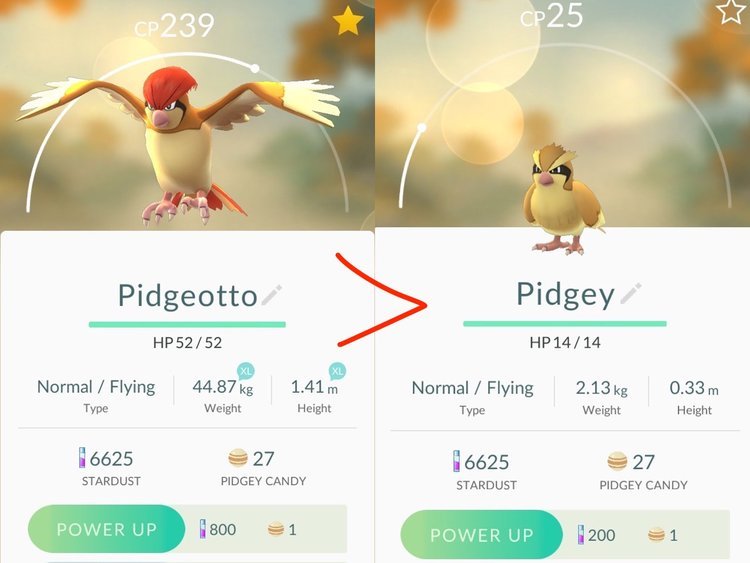 CP239
Pidgeotto
HP 52 / 52
XL
XL
Normal / Flying
44.87 kg
1.41 m
Type
Weight
Height
6625
27
STARDUST
PIDGEY CANDY
POWER UP
800
1
CP25
Pidgey
HP 14 / 14
Normal / Flying
2.13 kg
0.33 m
Type
Weight
Height
6625
27
STARDUST
PIDGEY CANDY
POWER UP
200
1